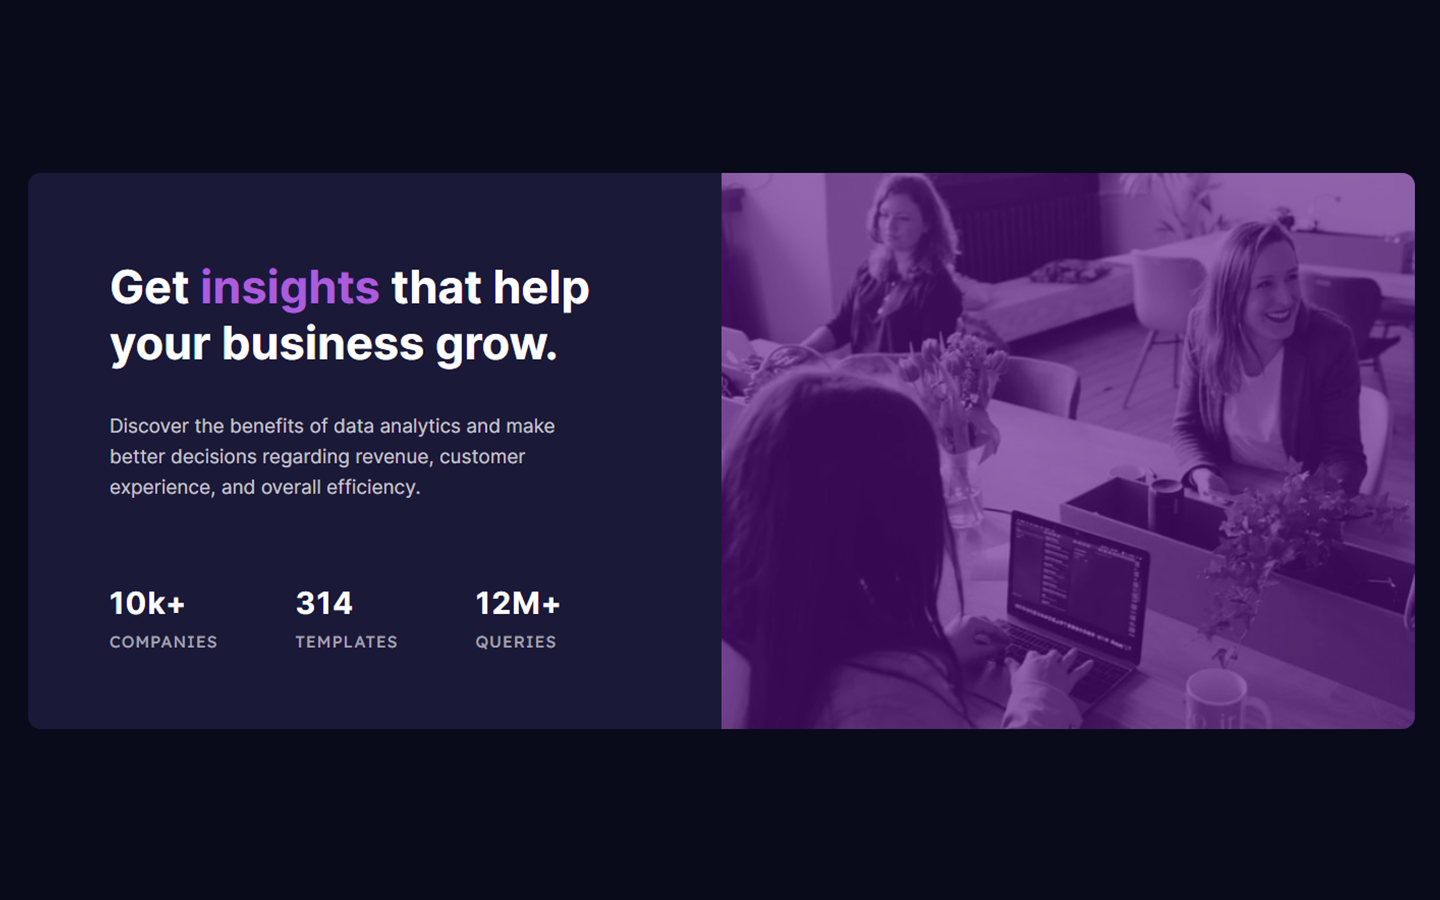 Get insights that help
your business grow.
Discover the benefits of data analytics and make
better decisions regarding revenue, customer
experience, and overall efficiency.
10k+ 314 12M+
COMPANIES TEMPLATES QUERIES